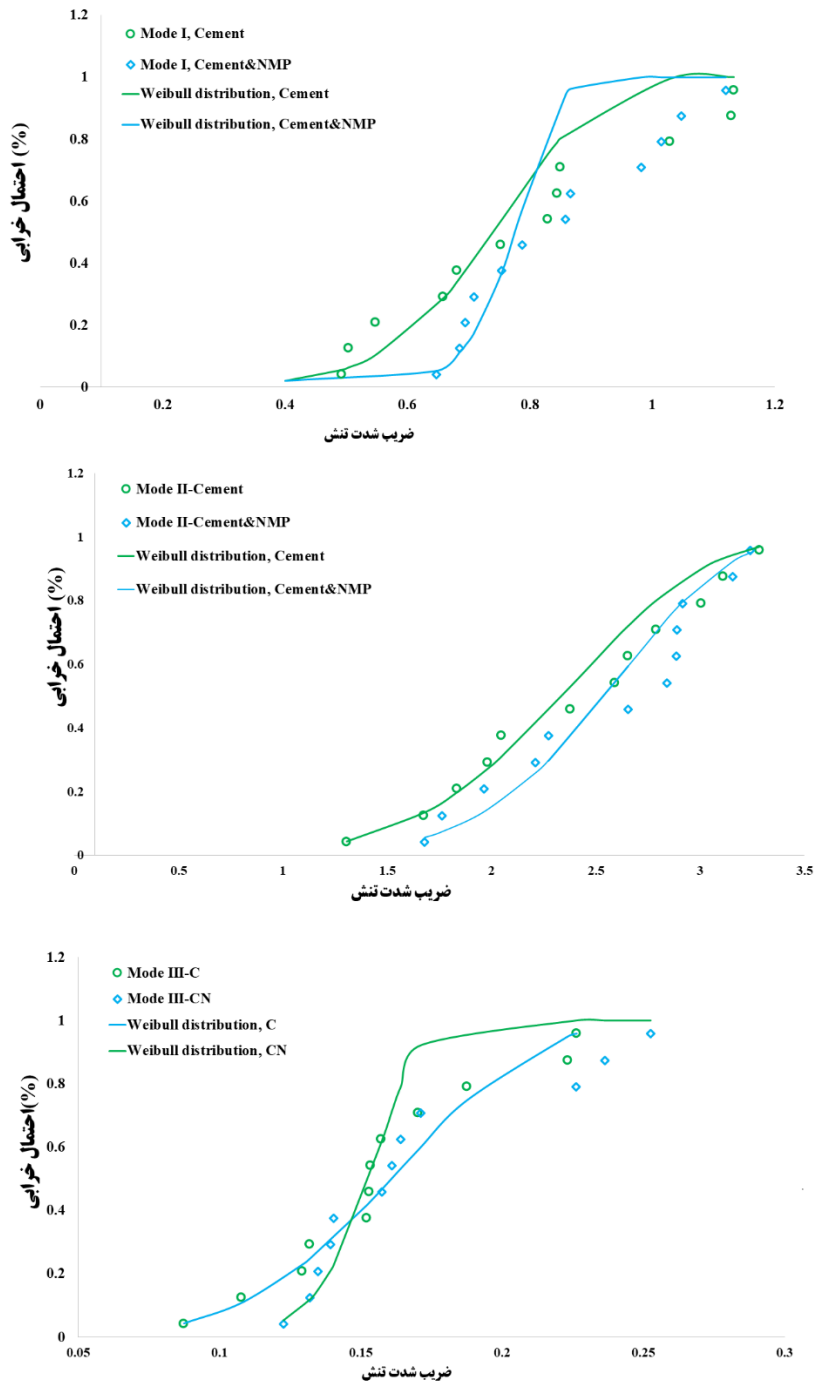 1.2
Mode I, Cement
Mode I, Cement&NMP
Weibull distribution, Cement
Weibull distribution, Cement&NMP
1
0.8
0.6
0.4
0.2
0
احتمال خرابی (%)
0 0.2 0.4 0.6 0.8 1 1.2
ضریب شدت تنش
1.2
Mode II-Cement
Mode II-Cement&NMP
Weibull distribution, Cement
Weibull distribution, Cement&NMP
1
0.8
0.6
0.4
0.2
0
احتمال خرابی (%)
0 0.5 1 1.5 2 2.5 3 3.5
ضریب شدت تنش
1.2
Mode III-C
Mode III-CN
Weibull distribution, C
Weibull distribution, CN
1
0.8
0.6
0.4
0.2
0
احتمال خرابی(%)
0.05 0.1 0.15 0.2 0.25 0.3
ضریب شدت تنش